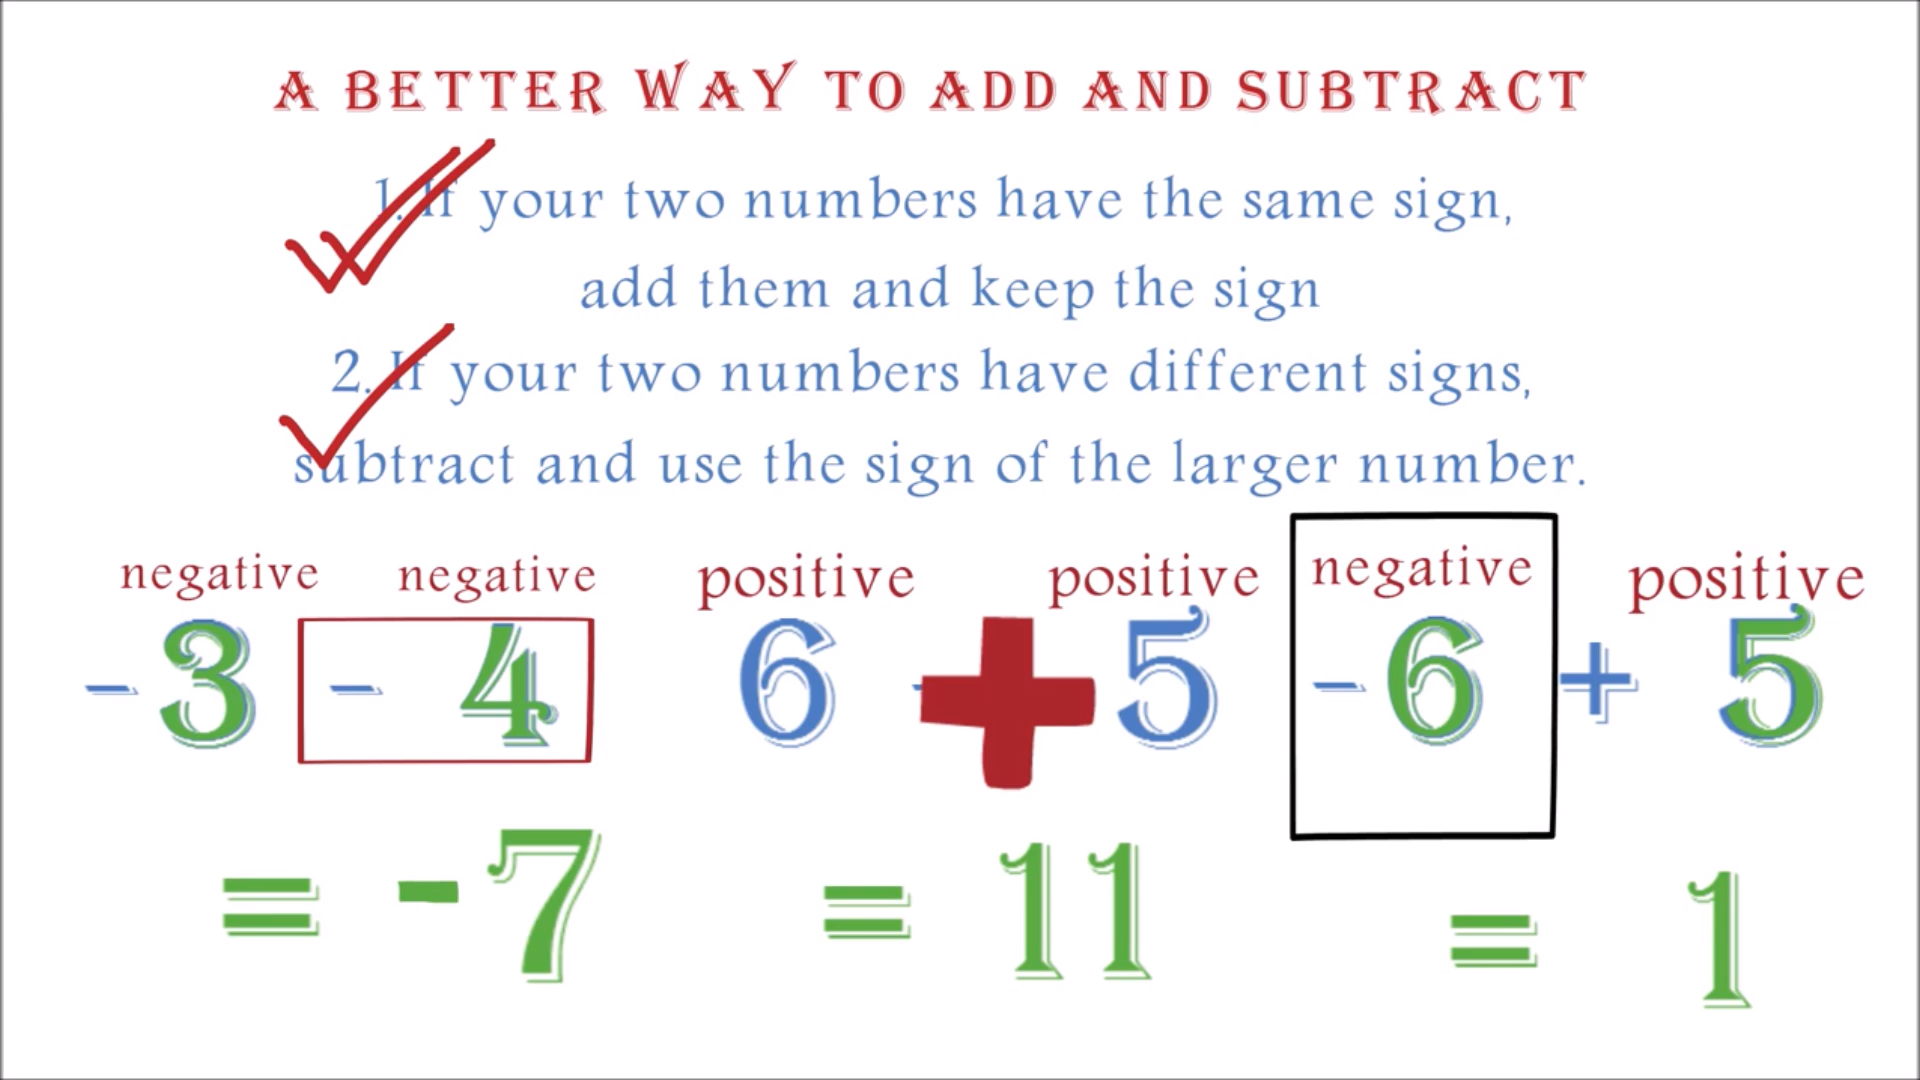 A BETTER WAY TO ADD AND SUBTRACT
1. If your two numbers have the same sign,
add them and keep the sign
2. If your two numbers have different signs,
subtract and use the sign of the larger number.
negative negative positive positive negative positive
-3 - 4 6 + 5 -6 + 5
= -7 = 11 = 1